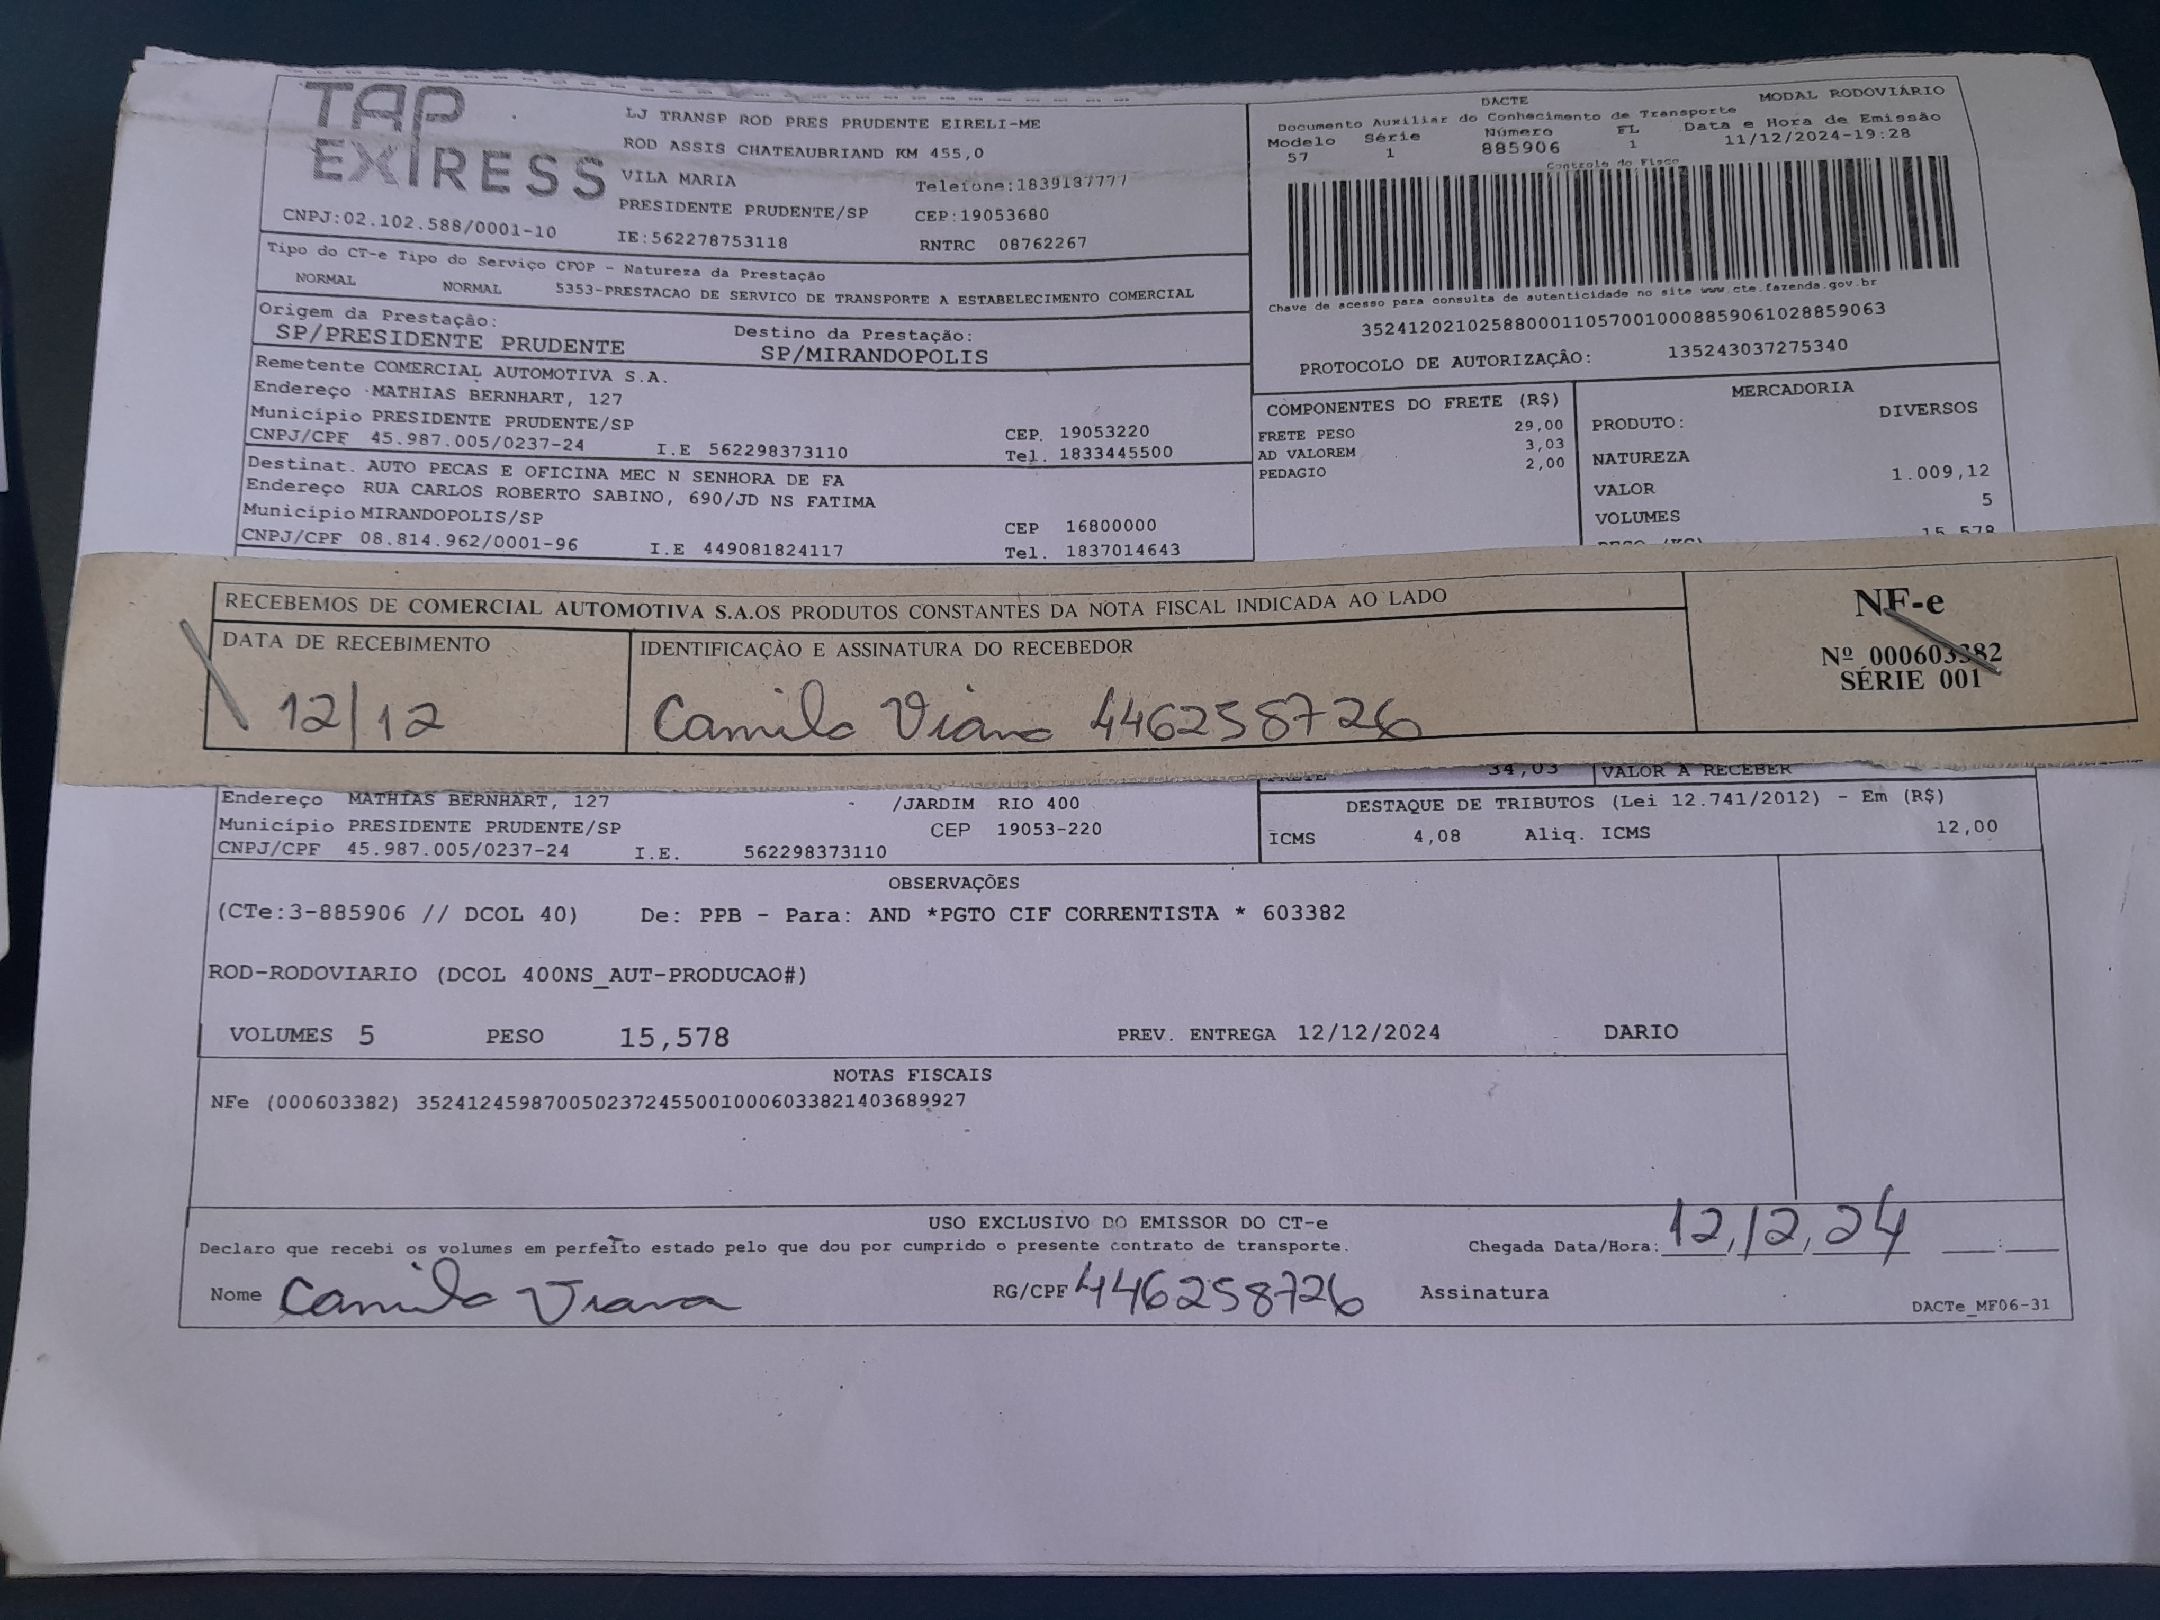 TAP
EXPRESS
LJ TRANSP ROD PRES PRUDENTE EIRELI-ME
ROD ASSIS CHATEAUBRIAND KM 455,0
VILA MARIA Telefone:1839187777
PRESIDENTE PRUDENTE/SP CEP:19053680
CNPJ:02.102.588/0001-10 IE:562278753118 RNTRC 08762267
DACTE MODAL RODOVIÁRIO
Documento Auxiliar do Conhecimento de Transporte
Modelo Série Número FL Data e Hora de Emissão
57 1 885906 1 11/12/2024-19:28
Controle do Fisco
Chave de acesso para consulta de autenticidade no site www.cte.fazenda.gov.br
35241202102588000110570010008859061028859063
PROTOCOLO DE AUTORIZAÇÃO: 135243037275340
Tipo do CT-e Tipo do Serviço CFOP - Natureza da Prestação
NORMAL NORMAL 5353-PRESTACAO DE SERVICO DE TRANSPORTE A ESTABELECIMENTO COMERCIAL
Origem da Prestação: Destino da Prestação:
SP/PRESIDENTE PRUDENTE SP/MIRANDOPOLIS
Remetente COMERCIAL AUTOMOTIVA S.A.
Endereço MATHIAS BERNHART, 127
Município PRESIDENTE PRUDENTE/SP CEP. 19053220
CNPJ/CPF 45.987.005/0237-24 I.E 562298373110 Tel. 1833445500
Destinat. AUTO PECAS E OFICINA MEC N SENHORA DE FA
Endereço RUA CARLOS ROBERTO SABINO, 690/JD NS FATIMA
Município MIRANDOPOLIS/SP CEP 16800000
CNPJ/CPF 08.814.962/0001-96 I.E 449081824117 Tel. 1837014643
COMPONENTES DO FRETE (R$)
FRETE PESO 29,00
AD VALOREM 3,03
PEDAGIO 2,00
MERCADORIA
PRODUTO: DIVERSOS
NATUREZA
VALOR 1.009,12
VOLUMES 5
PESO (KG) 15,578
RECEBEMOS DE COMERCIAL AUTOMOTIVA S.A.OS PRODUTOS CONSTANTES DA NOTA FISCAL INDICADA AO LADO
DATA DE RECEBIMENTO IDENTIFICAÇÃO E ASSINATURA DO RECEBEDOR
12/12 Camila Viana 446258726
NF-e
Nº 000603382
SÉRIE 001
FRETE 34,03 VALOR A RECEBER
Endereço MATHIAS BERNHART, 127 /JARDIM RIO 400
Município PRESIDENTE PRUDENTE/SP CEP 19053-220
CNPJ/CPF 45.987.005/0237-24 I.E. 562298373110
DESTAQUE DE TRIBUTOS (Lei 12.741/2012) - Em (R$)
ICMS 4,08 Aliq. ICMS 12,00
OBSERVAÇÕES
(CTe:3-885906 // DCOL 40) De: PPB - Para: AND *PGTO CIF CORRENTISTA * 603382
ROD-RODOVIARIO (DCOL 400NS_AUT-PRODUCAO#)
VOLUMES 5 PESO 15,578 PREV. ENTREGA 12/12/2024 DARIO
NOTAS FISCAIS
NFe (000603382) 35241245987005023724550010006033821403689927
USO EXCLUSIVO DO EMISSOR DO CT-e
Declaro que recebi os volumes em perfeito estado pelo que dou por cumprido o presente contrato de transporte. Chegada Data/Hora: 12/12/24 __:__
Nome Camila Viana RG/CPF 446258726 Assinatura
DACTe_MF06-31